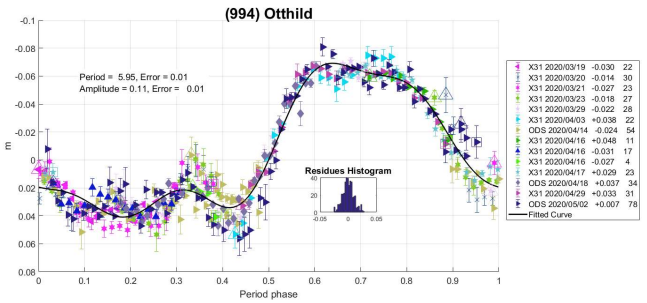 (994) Otthild
-0.1
-0.08
-0.06
-0.04
-0.02
0
0.02
0.04
0.06
0.08
m
Period = 5.95, Error = 0.01
Amplitude = 0.11, Error = 0.01
Residues Histogram
40
20
0
-0.05
0
0.05
0 0.1 0.2 0.3 0.4 0.5 0.6 0.7 0.8 0.9 1
Period phase
X31 2020/03/19 -0.030 22
X31 2020/03/20 -0.014 30
X31 2020/03/21 -0.027 23
X31 2020/03/23 -0.018 27
X31 2020/03/29 -0.022 28
X31 2020/04/03 +0.038 22
ODS 2020/04/14 -0.024 54
X31 2020/04/16 +0.048 11
X31 2020/04/16 -0.031 17
X31 2020/04/16 -0.027 4
X31 2020/04/17 +0.029 23
ODS 2020/04/18 +0.037 34
X31 2020/04/29 +0.033 31
ODS 2020/05/02 +0.007 78
Fitted Curve